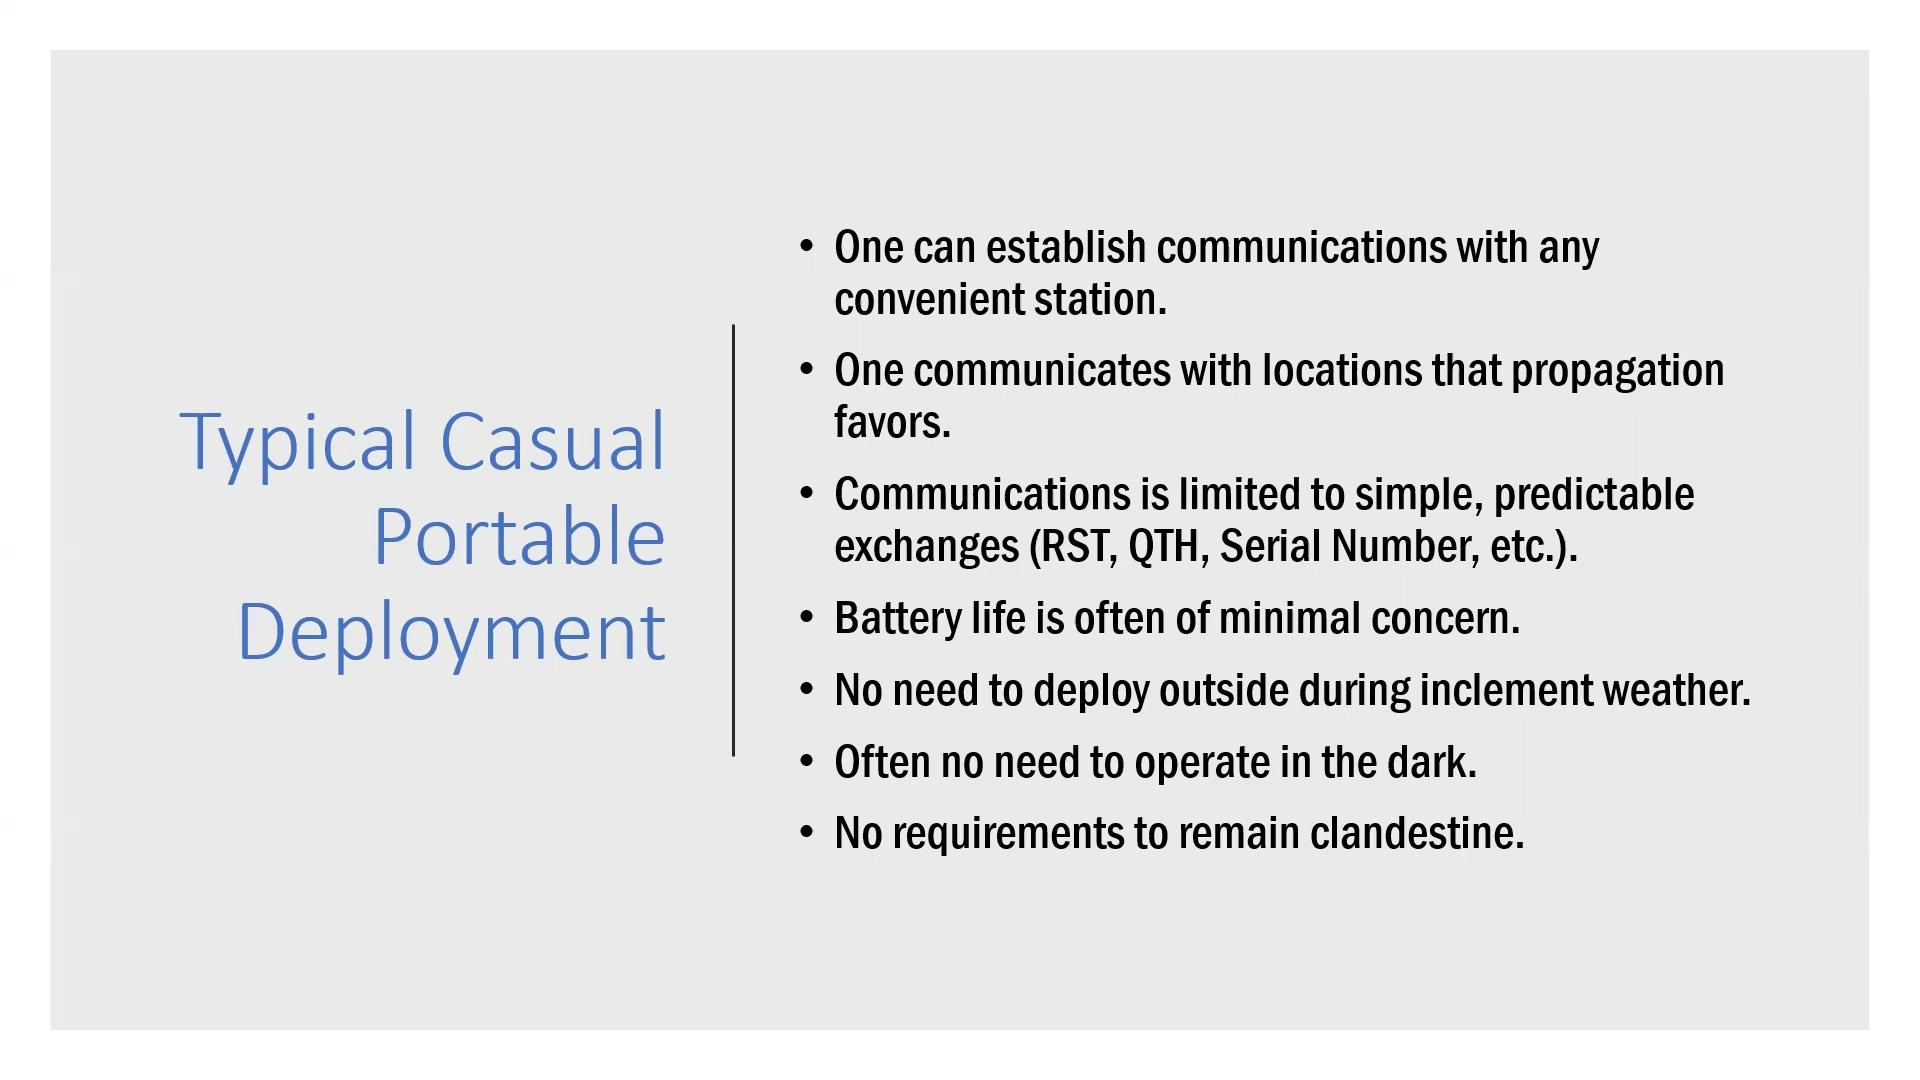 Typical Casual
Portable
Deployment
• One can establish communications with any
convenient station.
• One communicates with locations that propagation
favors.
• Communications is limited to simple, predictable
exchanges (RST, QTH, Serial Number, etc.).
• Battery life is often of minimal concern.
• No need to deploy outside during inclement weather.
• Often no need to operate in the dark.
• No requirements to remain clandestine.